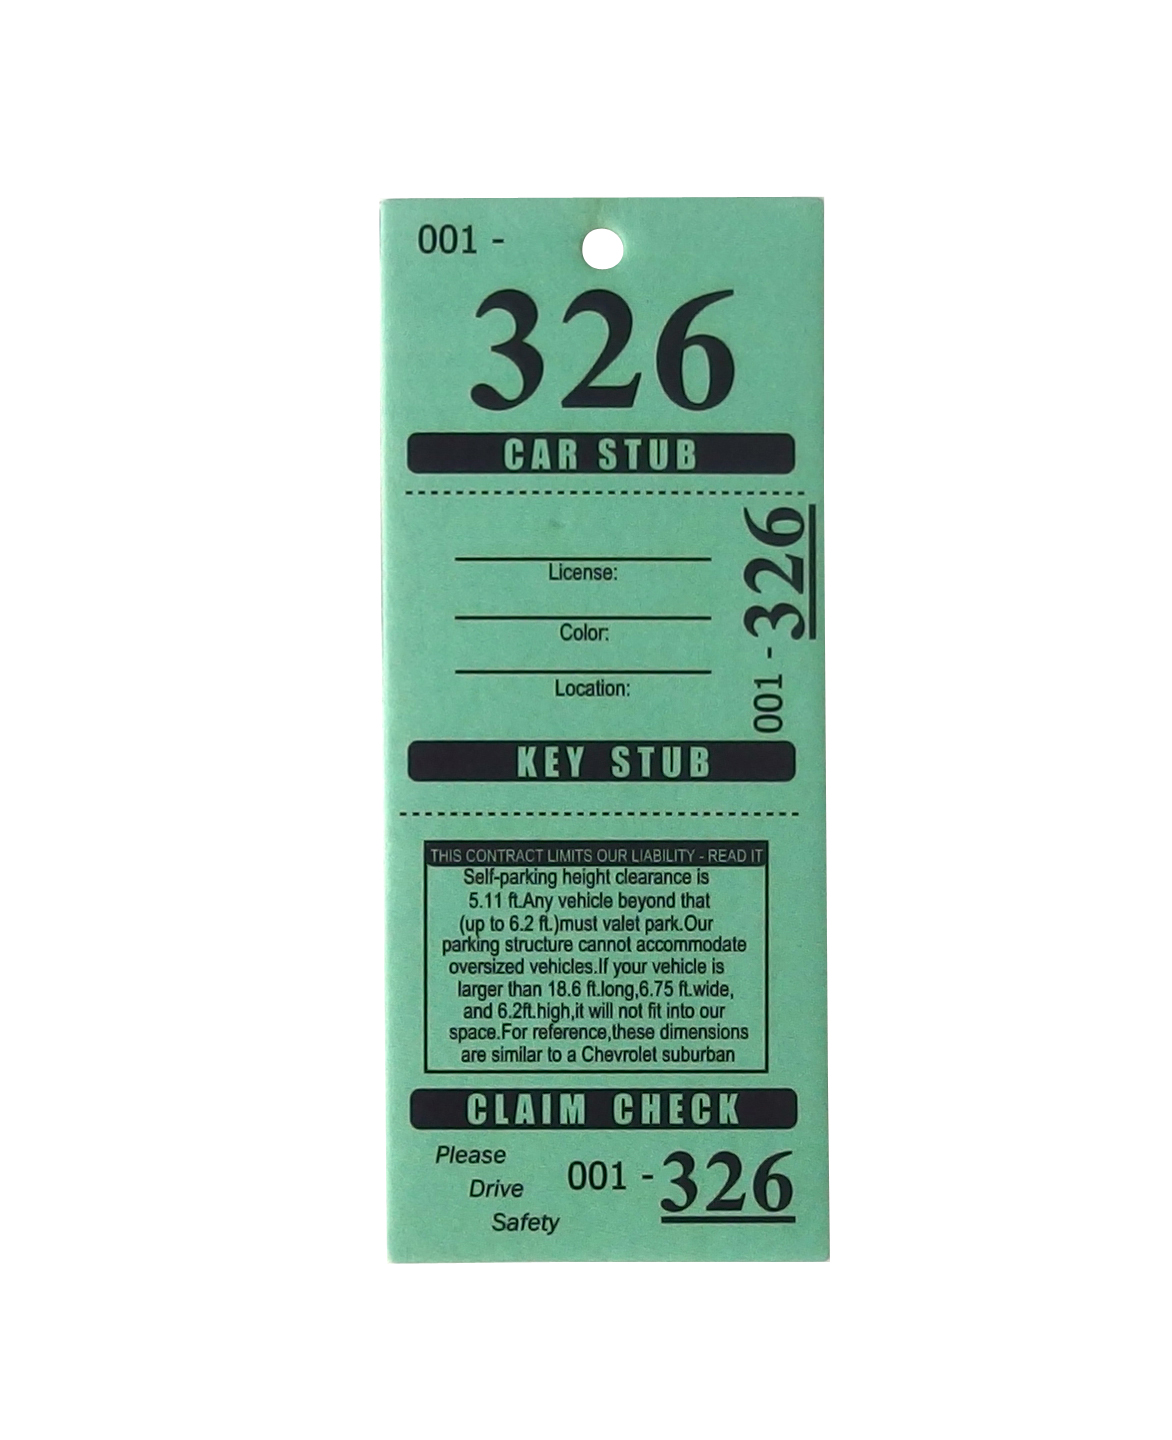 001 -
326
CAR STUB
License:
Color:
Location:
001 - 326
KEY STUB
THIS CONTRACT LIMITS OUR LIABILITY - READ IT
Self-parking height clearance is
5.11 ft.Any vehicle beyond that
(up to 6.2 ft.)must valet park.Our
parking structure cannot accommodate
oversized vehicles.If your vehicle is
larger than 18.6 ft.long,6.75 ft.wide,
and 6.2ft.high,it will not fit into our
space.For reference,these dimensions
are similar to a Chevrolet suburban
CLAIM CHECK
Please
Drive
Safety
001 - 326